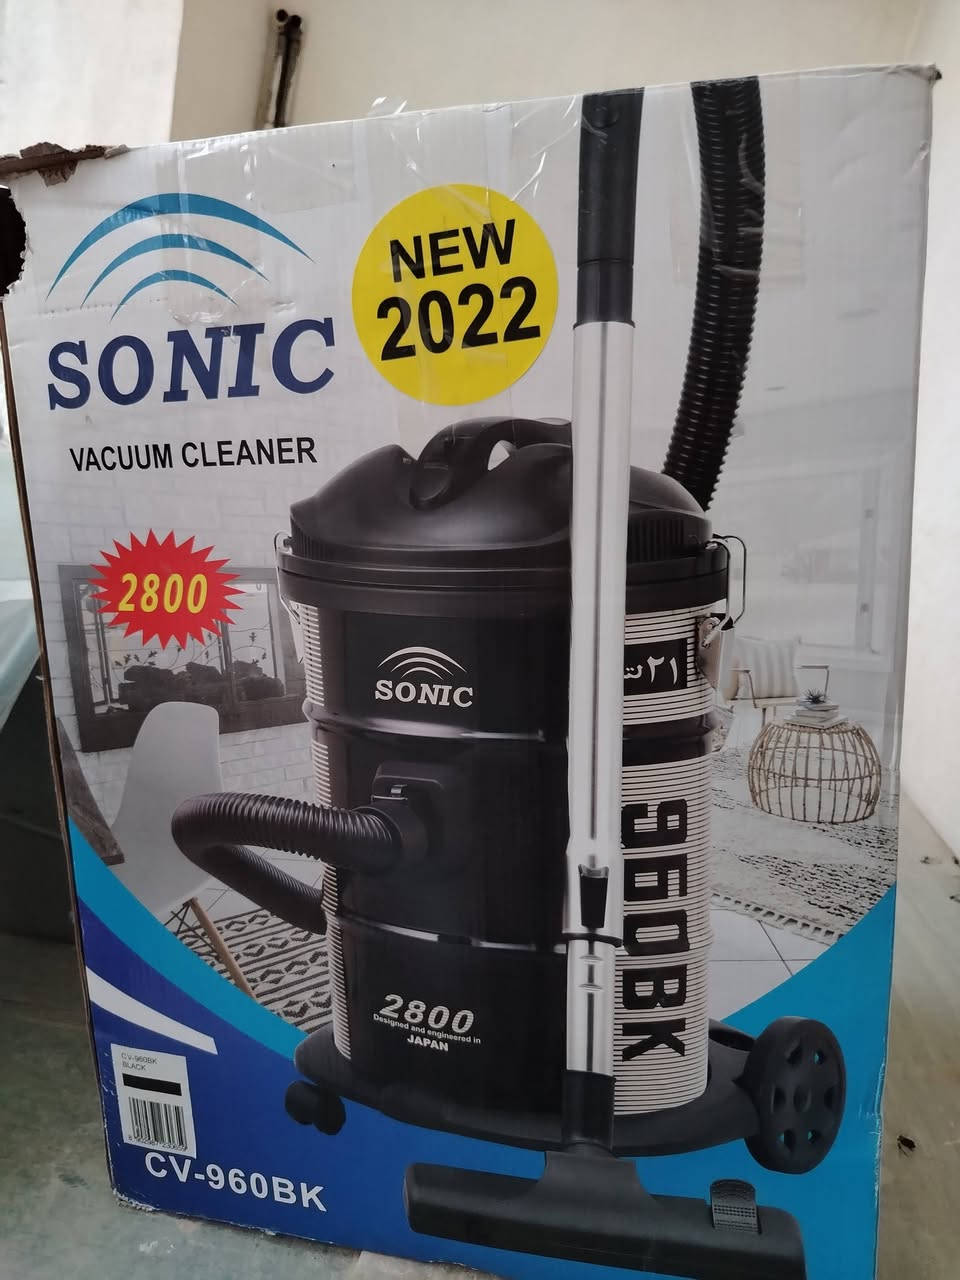 NEW
2022
SONIC
VACUUM CLEANER
2800
SONIC
٢١ لتر
960BK
2800
Designed and engineered in
JAPAN
CV-960BK
BLACK
CV-960BK